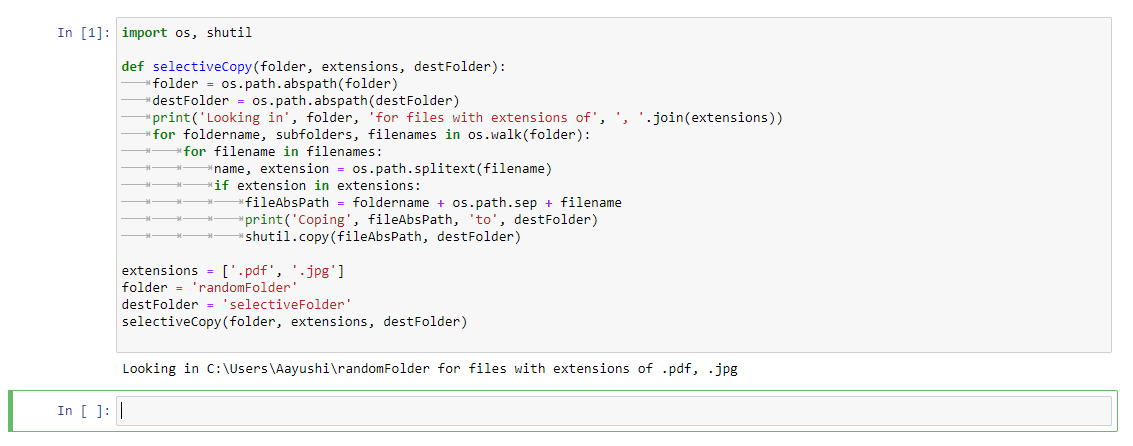 In [1]: import os, shutil

def selectiveCopy(folder, extensions, destFolder):
    folder = os.path.abspath(folder)
    destFolder = os.path.abspath(destFolder)
    print('Looking in', folder, 'for files with extensions of', ', '.join(extensions))
    for foldername, subfolders, filenames in os.walk(folder):
        for filename in filenames:
            name, extension = os.path.splitext(filename)
            if extension in extensions:
                fileAbsPath = foldername + os.path.sep + filename
                print('Coping', fileAbsPath, 'to', destFolder)
                shutil.copy(fileAbsPath, destFolder)

extensions = ['.pdf', '.jpg']
folder = 'randomFolder'
destFolder = 'selectiveFolder'
selectiveCopy(folder, extensions, destFolder)

Looking in C:\Users\Aayushi\randomFolder for files with extensions of .pdf, .jpg
In [ ]: